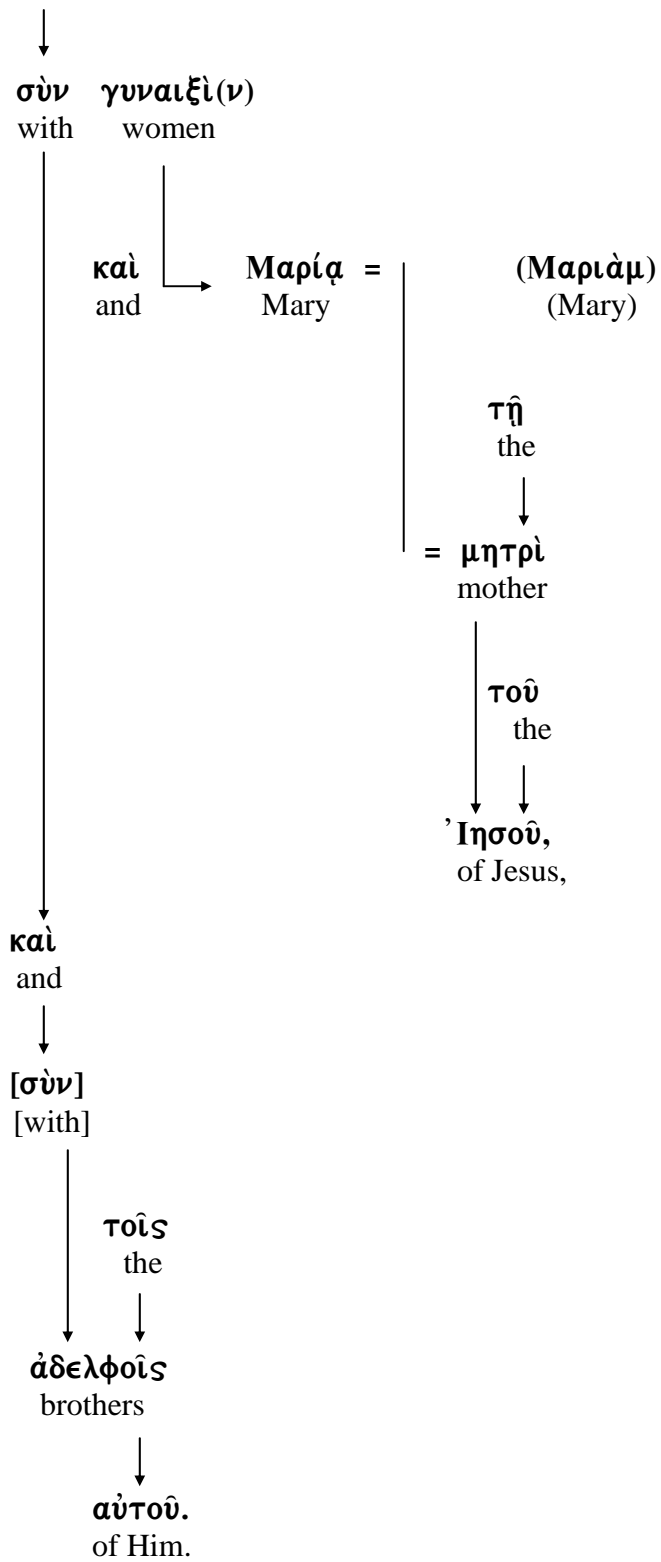 σὺν γυναιξὶ(ν)
with women
καὶ Μαρίᾳ = (Μαριὰμ)
and Mary (Mary)
τῇ
the
= μητρὶ
mother
τοῦ
the
Ἰησοῦ,
of Jesus,
καὶ
and
[σὺν]
[with]
τοῖς
the
ἀδελφοῖς
brothers
αὐτοῦ.
of Him.